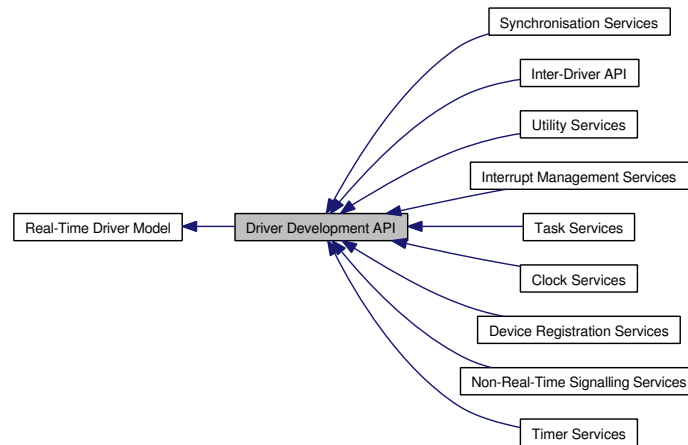 Synchronisation Services
Inter-Driver API
Utility Services
Interrupt Management Services
Real-Time Driver Model
Driver Development API
Task Services
Clock Services
Device Registration Services
Non-Real-Time Signalling Services
Timer Services